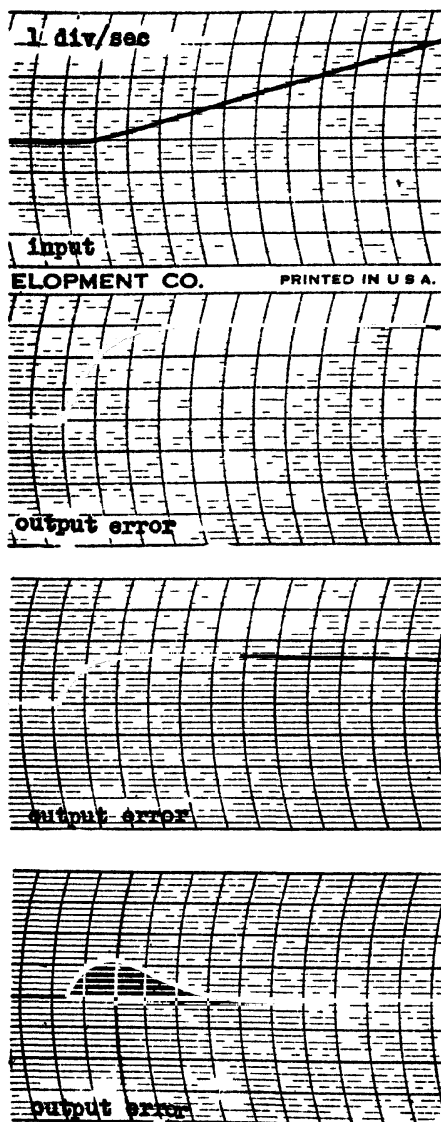 1 div/sec
input
ELOPMENT CO. PRINTED IN U S A.
output error
output error
output error